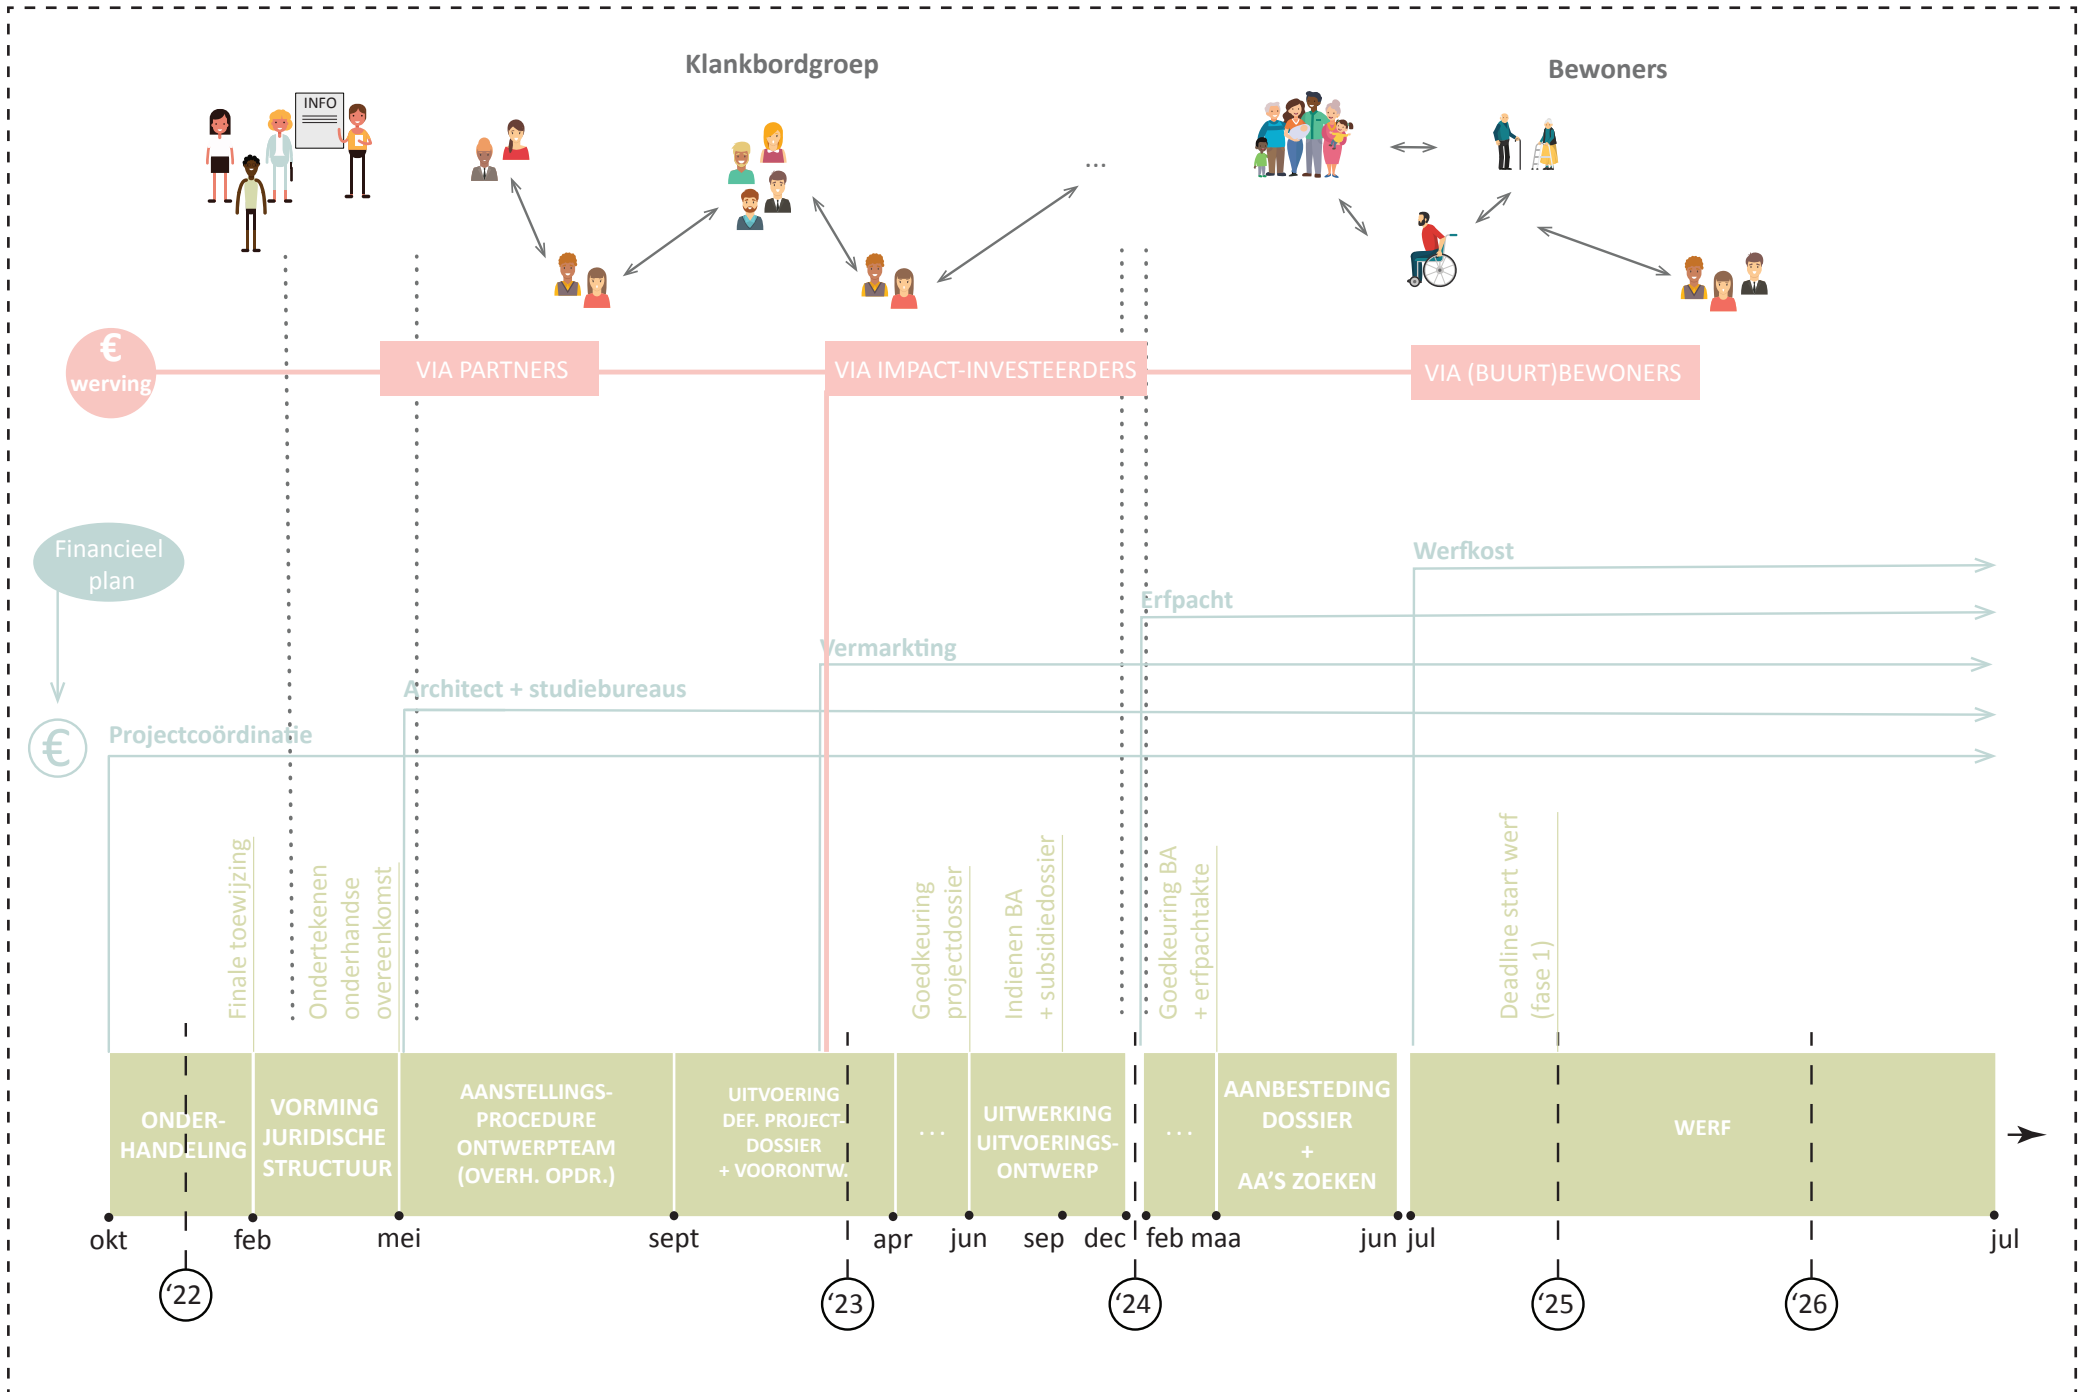 Klankbordgroep
Bewoners
INFO
...
€
werving
VIA PARTNERS
VIA IMPACT-INVESTEERDERS
VIA (BUURT)BEWONERS
Financieel
plan
€
Werfkost
Erfpacht
Vermarkting
Architect + studiebureaus
Projectcoördinatie
Finale toewijzing
Ondertekenen
onderhandse
overeenkomst
Goedkeuring
projectdossier
Indienen BA
+ subsidiedossier
Goedkeuring BA
+ erfpachtakte
Deadline start werf
(fase 1)
ONDER-
HANDELING
VORMING
JURIDISCHE
STRUCTUUR
AANSTELLINGS-
PROCEDURE
ONTWERPTEAM
(OVERH. OPDR.)
UITVOERING
DEF. PROJECT-
DOSSIER
+ VOORONTW.
...
UITWERKING
UITVOERINGS-
ONTWERP
...
AANBESTEDING
DOSSIER
+
AA'S ZOEKEN
WERF
okt
feb
mei
sept
apr
jun
sep
dec
feb
maa
jun
jul
jul
‘22
‘23
‘24
‘25
‘26